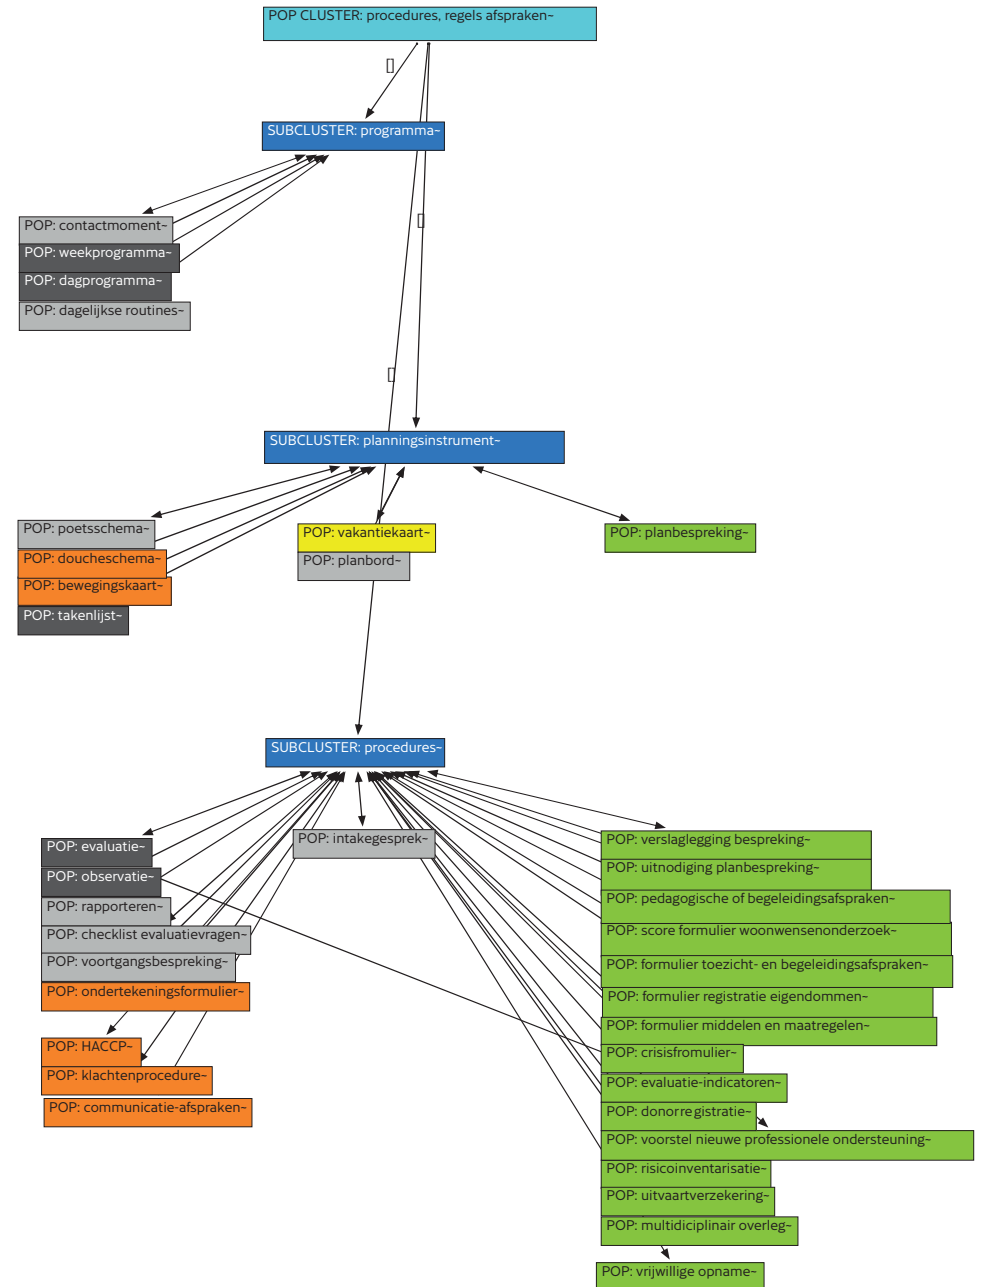 POP CLUSTER: procedures, regels afspraken~
[]
SUBCLUSTER: programma~
POP: contactmoment~
[]
POP: weekprogramma~
POP: dagprogramma~
POP: dagelijkse routines~
[]
SUBCLUSTER: planningsinstrument~
POP: poetsschema~
POP: doucheschema~
POP: bewegingskaart~
POP: takenlijst~
POP: vakantiekaart~
POP: planbord~
POP: planbespreking~
SUBCLUSTER: procedures~
POP: evaluatie~
POP: observatie~
POP: rapporteren~
POP: checklist evaluatievragen~
POP: voortgangsbespreking~
POP: ondertekeningsformulier~
POP: HACCP~
POP: klachtenprocedure~
POP: communicatie-afspraken~
POP: intakegesprek~
POP: verslaglegging bespreking~
POP: uitnodiging planbespreking~
POP: pedagogische of begeleidingsafspraken~
POP: score formulier woonwensenonderzoek~
POP: formulier toezicht- en begeleidingsafspraken~
POP: formulier registratie eigendommen~
POP: formulier middelen en maatregelen~
POP: crisisfromulier~
POP: evaluatie-indicatoren~
POP: donorregistratie~
POP: voorstel nieuwe professionele ondersteuning~
POP: risicoinventarisatie~
POP: uitvaartverzekering~
POP: multidiciplinair overleg~
POP: vrijwillige opname~